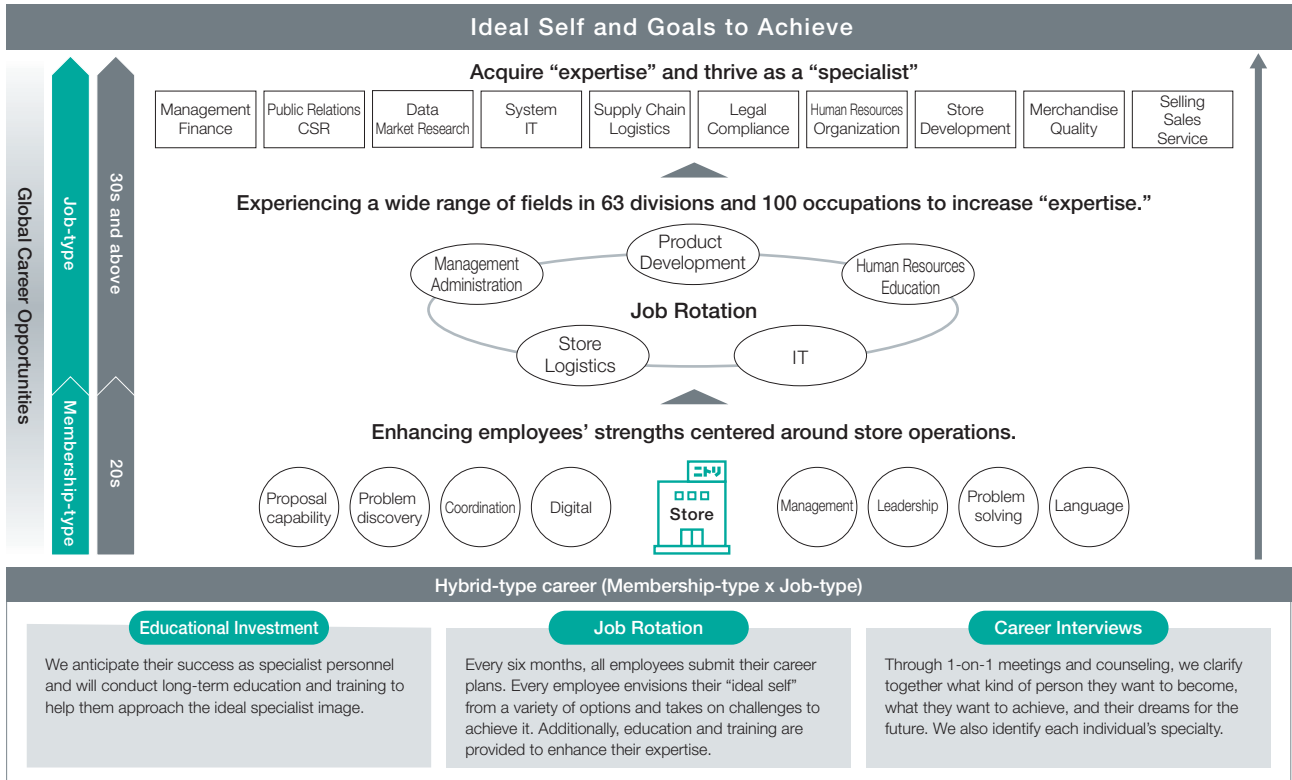 Ideal Self and Goals to Achieve
Global Career Opportunities
Job-type
Membership-type
30s and above
20s
Acquire “expertise” and thrive as a “specialist”
Management
Finance
Public Relations
CSR
Data
Market Research
System
IT
Supply Chain
Logistics
Legal
Compliance
Human Resources
Organization
Store
Development
Merchandise
Quality
Selling
Sales
Service
Experiencing a wide range of fields in 63 divisions and 100 occupations to increase “expertise.”
Product
Development
Management
Administration
Human Resources
Education
Job Rotation
Store
Logistics
IT
Enhancing employees’ strengths centered around store operations.
Proposal
capability
Problem
discovery
Coordination
Digital
ニトリ
Store
Management
Leadership
Problem
solving
Language
Hybrid-type career (Membership-type x Job-type)
Educational Investment
We anticipate their success as specialist personnel
and will conduct long-term education and training to
help them approach the ideal specialist image.
Job Rotation
Every six months, all employees submit their career
plans. Every employee envisions their “ideal self”
from a variety of options and takes on challenges to
achieve it. Additionally, education and training are
provided to enhance their expertise.
Career Interviews
Through 1-on-1 meetings and counseling, we clarify
together what kind of person they want to become,
what they want to achieve, and their dreams for the
future. We also identify each individual’s specialty.